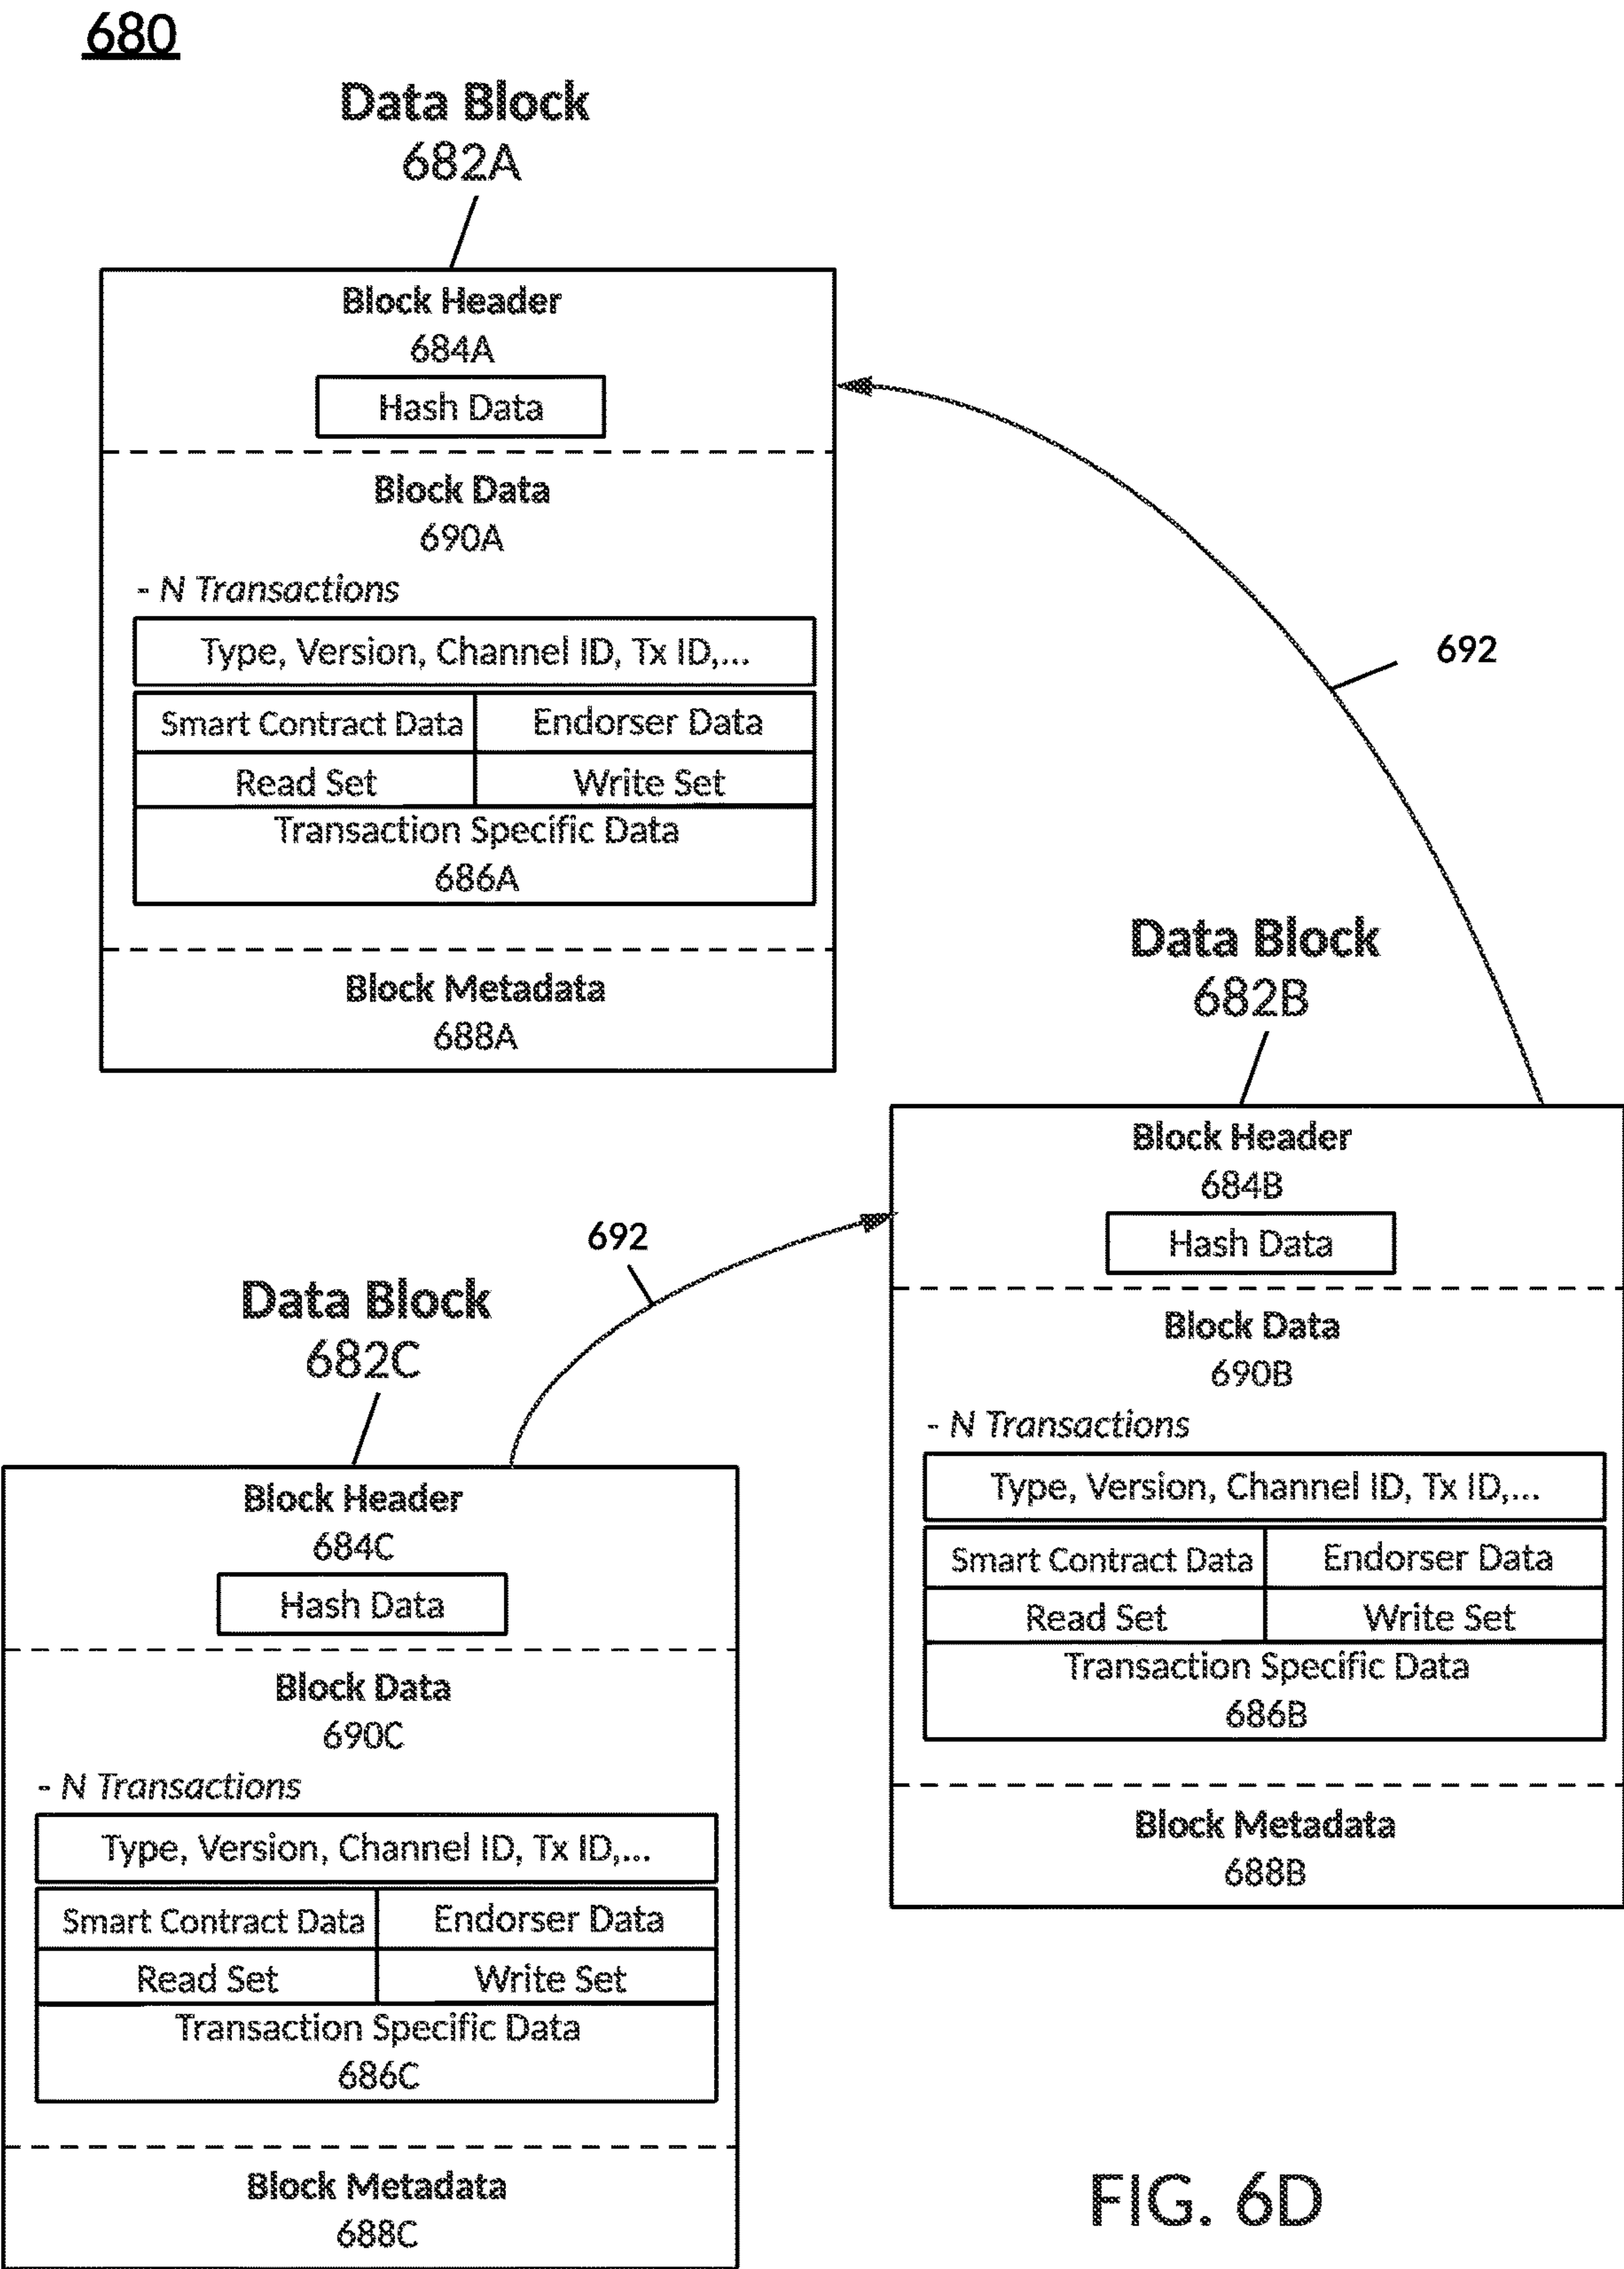 680
Data Block
682A
Block Header
684A
Hash Data
Block Data
690A
- N Transactions
Type, Version, Channel ID, Tx ID,...
Smart Contract Data
Endorser Data
Read Set
Write Set
Transaction Specific Data
686A
Block Metadata
688A
692
Data Block
682B
Block Header
684B
Hash Data
Block Data
690B
- N Transactions
Type, Version, Channel ID, Tx ID,...
Smart Contract Data
Endorser Data
Read Set
Write Set
Transaction Specific Data
686B
Block Metadata
688B
692
Data Block
682C
Block Header
684C
Hash Data
Block Data
690C
- N Transactions
Type, Version, Channel ID, Tx ID,...
Smart Contract Data
Endorser Data
Read Set
Write Set
Transaction Specific Data
686C
Block Metadata
688C
FIG. 6D